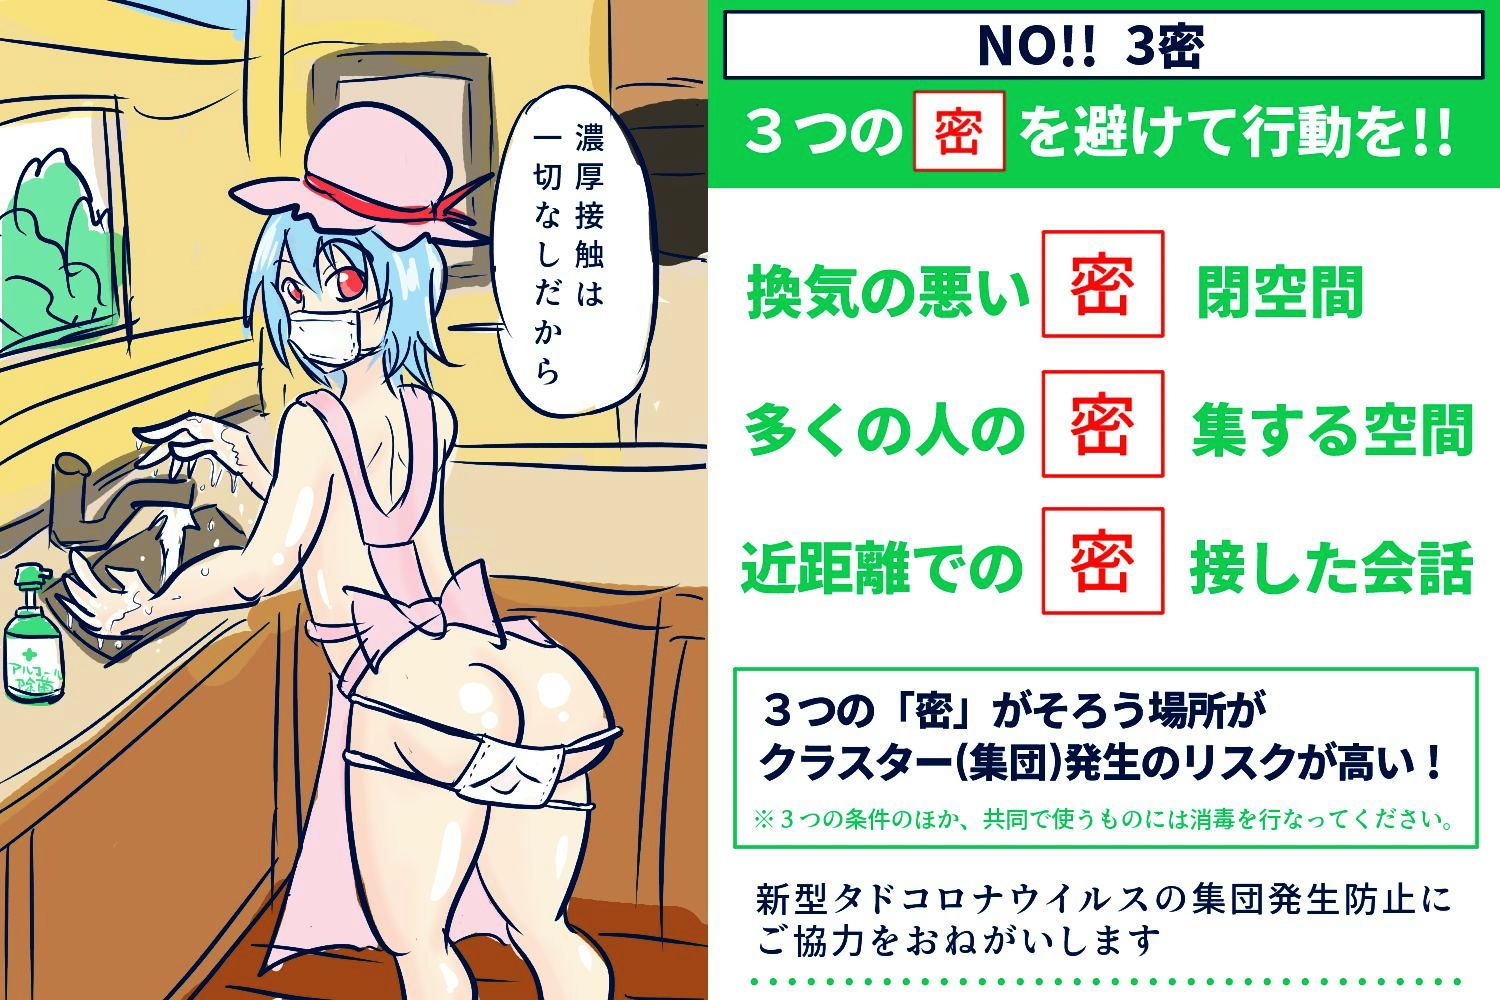 濃厚接触は
一切なしだから
アルコール
除菌
NO!! 3密
3つの密を避けて行動を!!
換気の悪い密閉空間
多くの人の密集する空間
近距離での密接した会話
3つの「密」がそろう場所が
クラスター(集団)発生のリスクが高い!
※3つの条件のほか、共同で使うものには消毒を行なってください。
新型タドコロナウイルスの集団発生防止に
ご協力をおねがいします